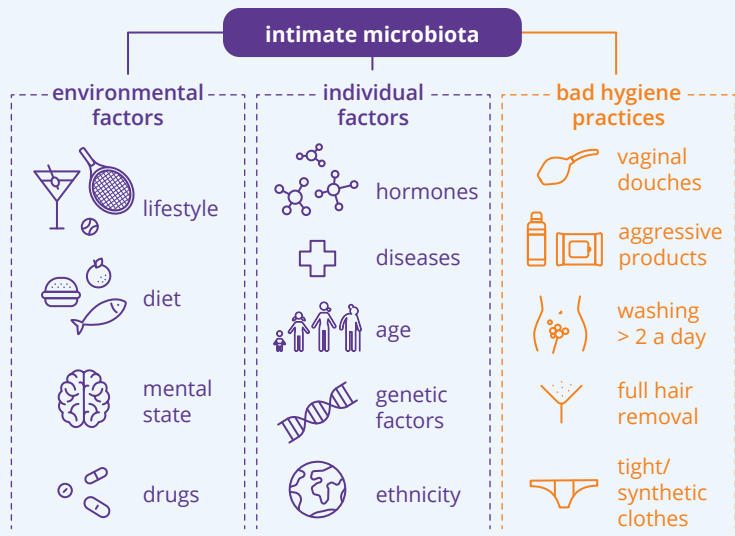 intimate microbiota
environmental
factors
lifestyle
diet
mental
state
drugs
individual
factors
hormones
diseases
age
genetic
factors
ethnicity
bad hygiene
practices
vaginal
douches
aggressive
products
washing
> 2 a day
full hair
removal
tight/
synthetic
clothes